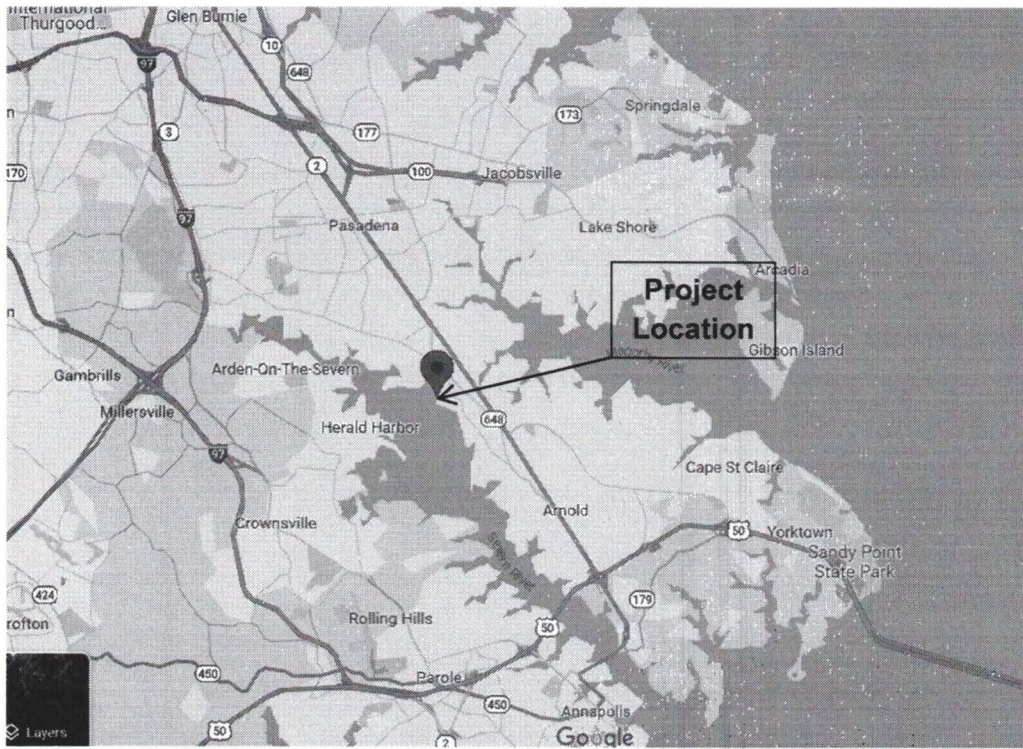 International
Thurgood...
Glen Burnie
97
10
648
3
177
173
Springdale
170
2
100
Jacobsville
97
Pasadena
Lake Shore
Arcadia
Project
Location
Gibson Island
Gambrills
Arden-On-The-Severn
Millersville
Herald Harbor
648
97
Cape St Claire
Crownsville
Arnold
50
Yorktown
Sandy Point
State Park
Severn River
424
rofton
179
Rolling Hills
50
450
Parole
450
Annapolis
50
2
Google
Layers